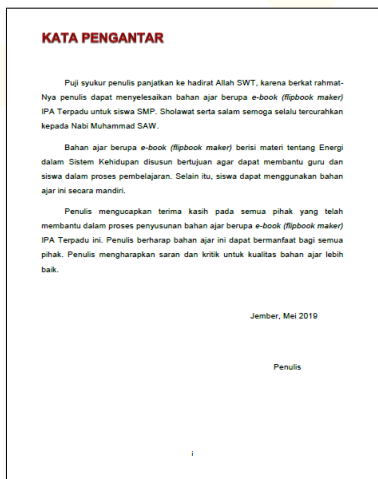 KATA PENGANTAR
Puji syukur penulis panjatkan ke hadirat Allah SWT, karena berkat rahmat-
Nya penulis dapat menyelesaikan bahan ajar berupa e-book (flipbook maker)
IPA Terpadu untuk siswa SMP. Sholawat serta salam semoga selalu tercurahkan
kepada Nabi Muhammad SAW.
Bahan ajar berupa e-book (flipbook maker) berisi materi tentang Energi
dalam Sistem Kehidupan disusun bertujuan agar dapat membantu guru dan
siswa dalam proses pembelajaran. Selain itu, siswa dapat menggunakan bahan
ajar ini secara mandiri.
Penulis mengucapkan terima kasih pada semua pihak yang telah
membantu dalam proses penyusunan bahan ajar berupa e-book (flipbook maker)
IPA Terpadu ini. Penulis berharap bahan ajar ini dapat bermanfaat bagi semua
pihak. Penulis mengharapkan saran dan kritik untuk kualitas bahan ajar lebih
baik.
Jember, Mei 2019
Penulis
i